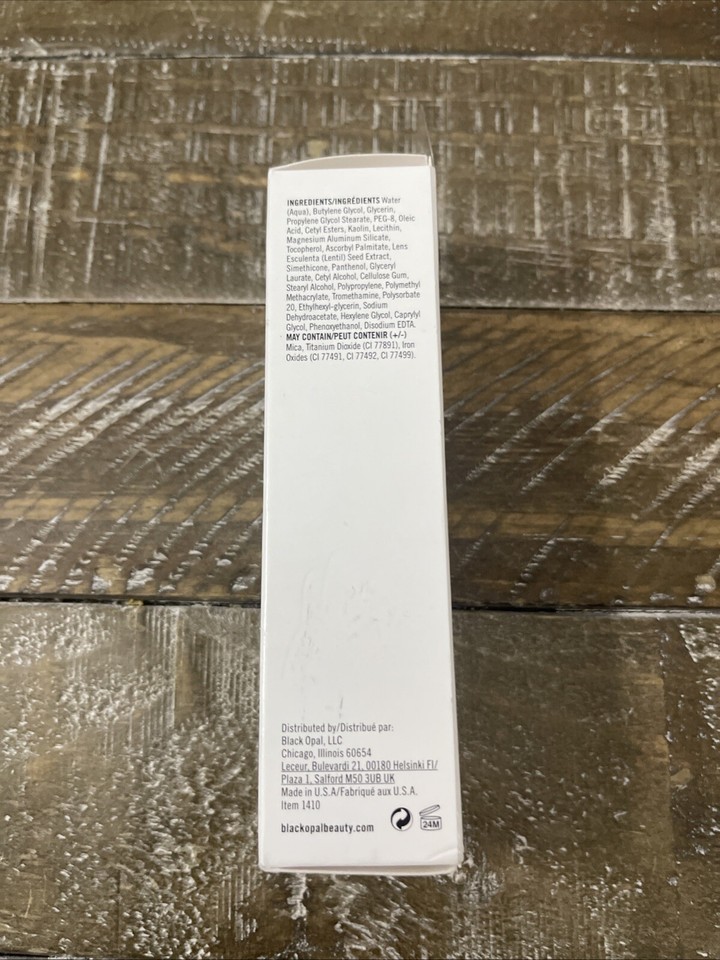 INGREDIENTS/INGRÉDIENTS Water
(Aqua), Butylene Glycol, Glycerin,
Propylene Glycol Stearate, PEG-8, Oleic
Acid, Cetyl Esters, Kaolin, Lecithin,
Magnesium Aluminum Silicate,
Tocopherol, Ascorbyl Palmitate, Lens
Esculenta (Lentil) Seed Extract,
Simethicone, Panthenol, Glyceryl
Laurate, Cetyl Alcohol, Cellulose Gum,
Stearyl Alcohol, Polypropylene, Polymethyl
Methacrylate, Tromethamine, Polysorbate
20, Ethylhexyl-glycerin, Sodium
Dehydroacetate, Hexylene Glycol, Caprylyl
Glycol, Phenoxyethanol, Disodium EDTA.
MAY CONTAIN/PEUT CONTENIR (+/-)
Mica, Titanium Dioxide (CI 77891), Iron
Oxides (CI 77491, CI 77492, CI 77499).
Distributed by/Distribué par:
Black Opal, LLC
Chicago, Illinois 60654
Leceur, Bulevardi 21, 00180 Helsinki FI/
Plaza 1, Salford M50 3UB UK
Made in U.S.A/Fabriqué aux U.S.A.
Item 1410
blackopalbeauty.com
24M